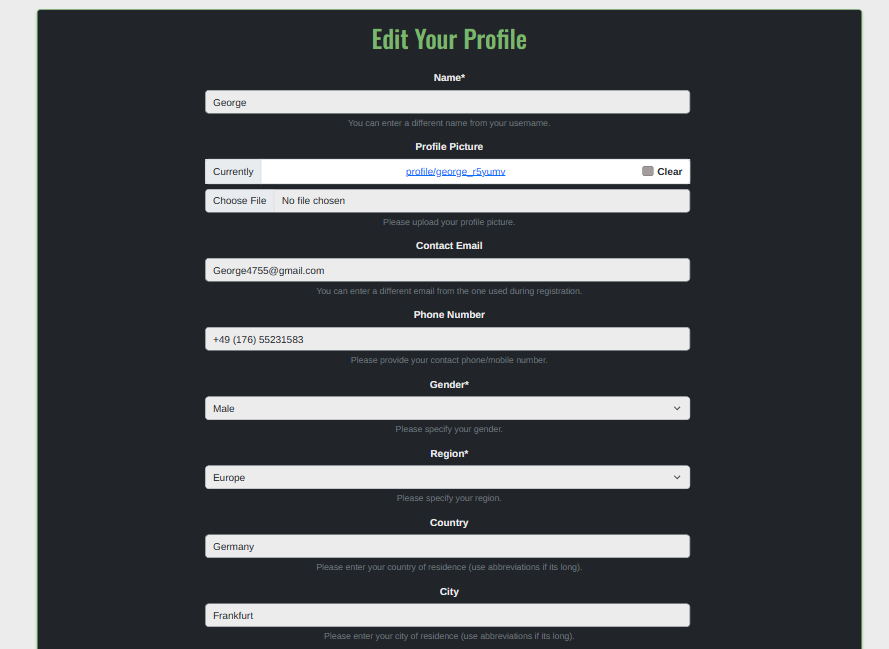 Edit Your Profile
Name*
George
You can enter a different name from your username.
Profile Picture
Currently profile/george_r5yumv Clear
Choose File No file chosen
Please upload your profile picture.
Contact Email
George4755@gmail.com
You can enter a different email from the one used during registration.
Phone Number
+49 (176) 55231583
Please provide your contact phone/mobile number.
Gender*
Male
Please specify your gender.
Region*
Europe
Please specify your region.
Country
Germany
Please enter your country of residence (use abbreviations if its long).
City
Frankfurt
Please enter your city of residence (use abbreviations if its long).